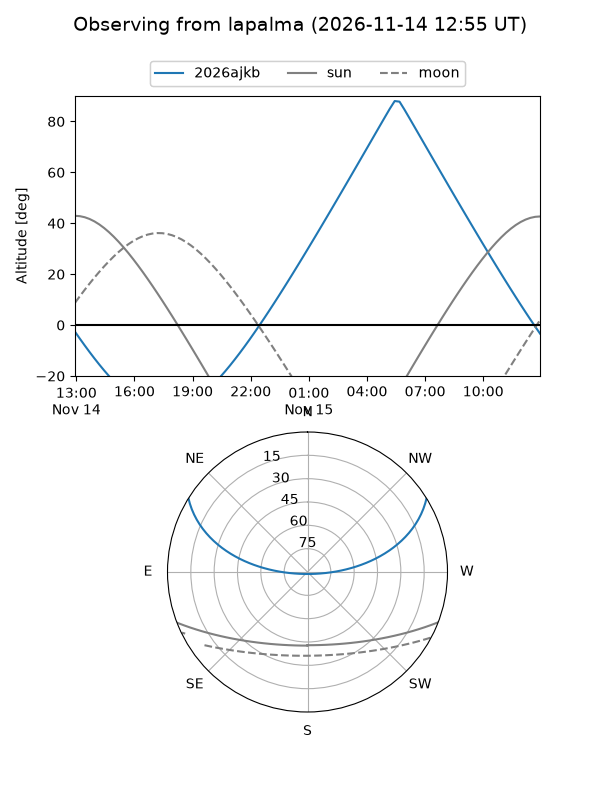 Observing from lapalma (2026-11-14 12:55 UT)
2026ajkb
sun
moon
Altitude [deg]
80
60
40
20
0
−20
13:00
Nov 14
16:00
19:00
22:00
01:00
Nov 15
04:00
07:00
10:00
N
NE
NW
15
30
45
60
75
E
W
SE
SW
S